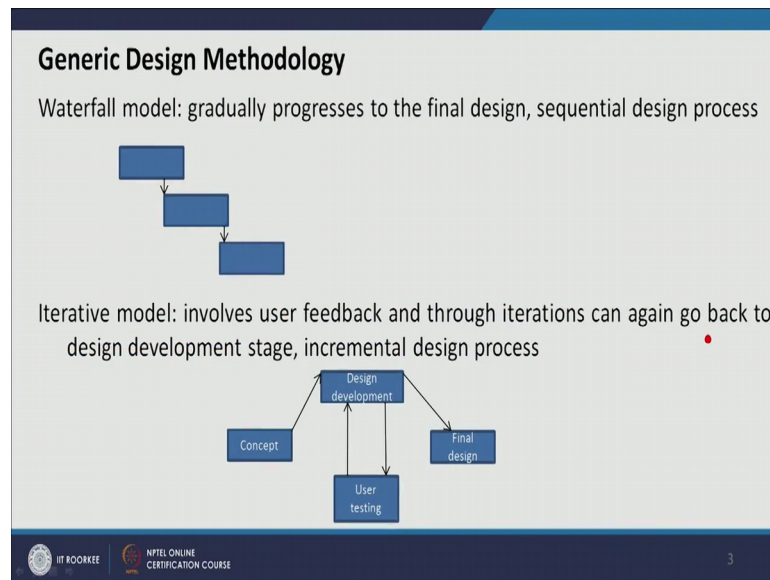 Generic Design Methodology
Waterfall model: gradually progresses to the final design, sequential design process
Iterative model: involves user feedback and through iterations can again go back to
design development stage, incremental design process
Design
development
Concept
Final
design
User
testing
IIT ROORKEE
NPTEL ONLINE
CERTIFICATION COURSE
3